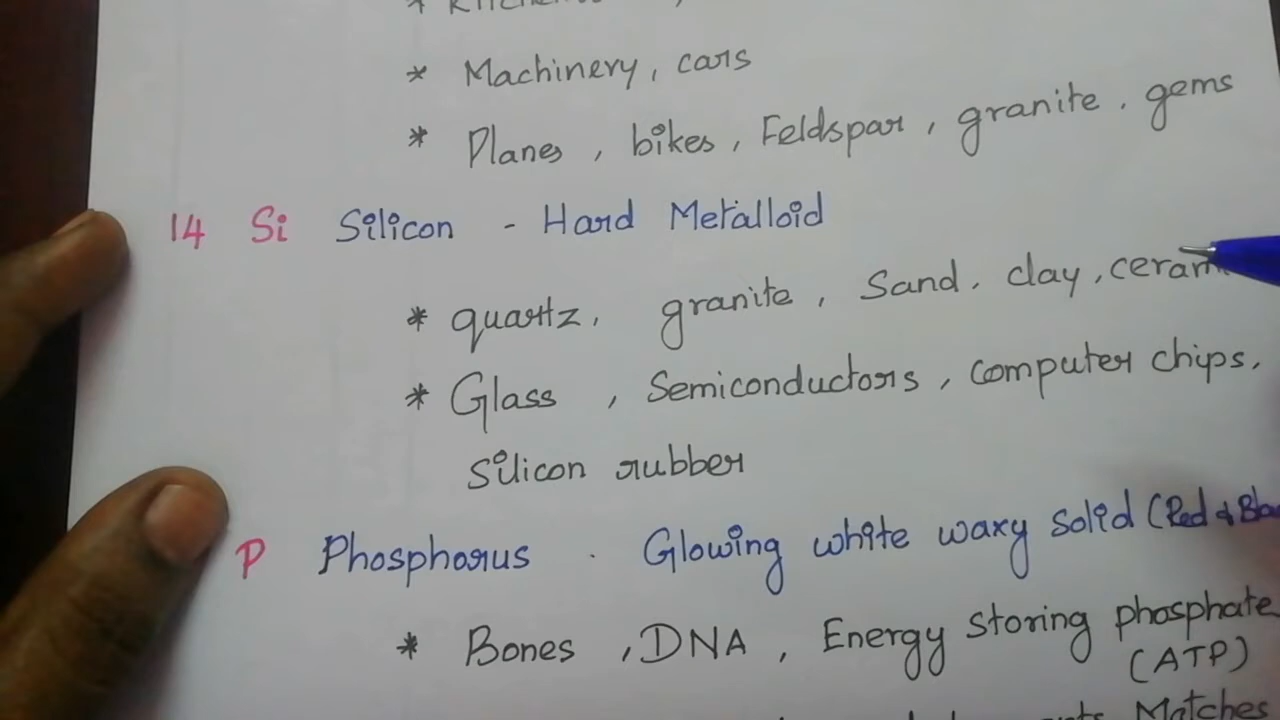 * Machinery, cars
* Planes, bikes, Feldspar, granite, gems
14 Si Silicon - Hard Metalloid
* quartz, granite, Sand, clay,
* Glass, Semiconductors, computer chips,
Silicon rubber
P Phosphorus - Glowing white waxy solid (Red &
* Bones, DNA, Energy storing phosphate
(ATP)
Matches